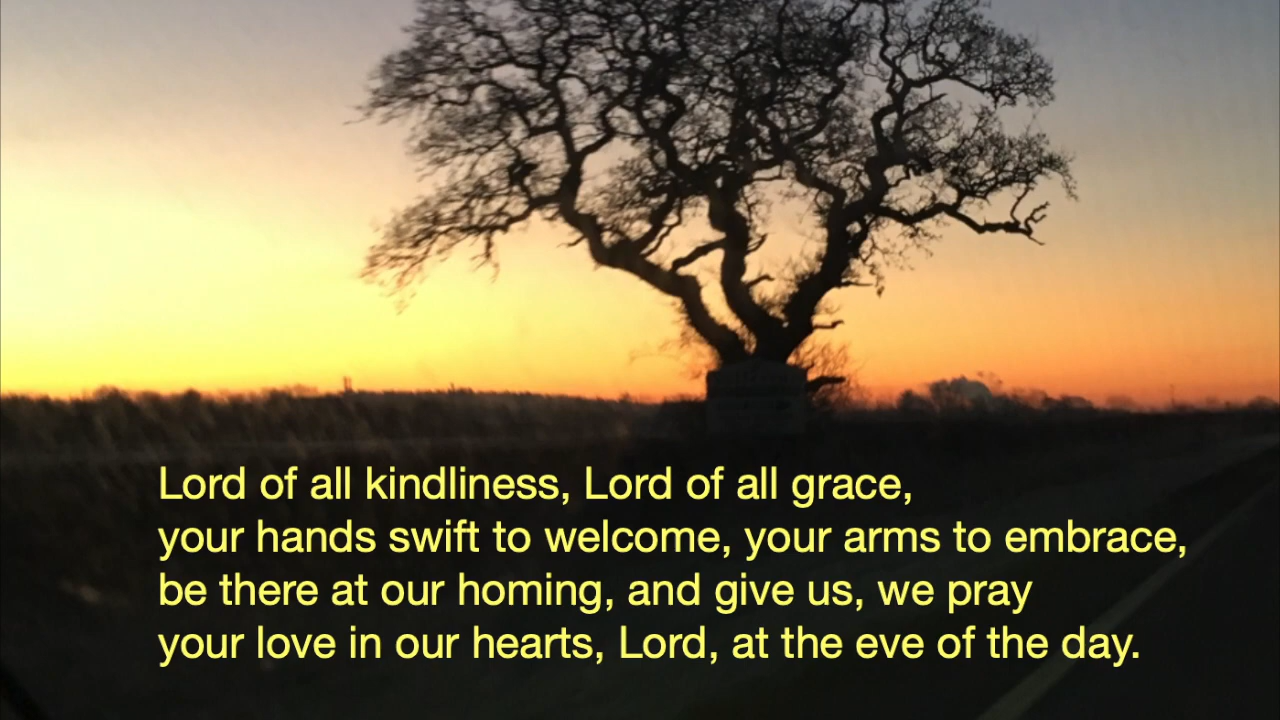 Lord of all kindliness, Lord of all grace,
your hands swift to welcome, your arms to embrace,
be there at our homing, and give us, we pray
your love in our hearts, Lord, at the eve of the day.